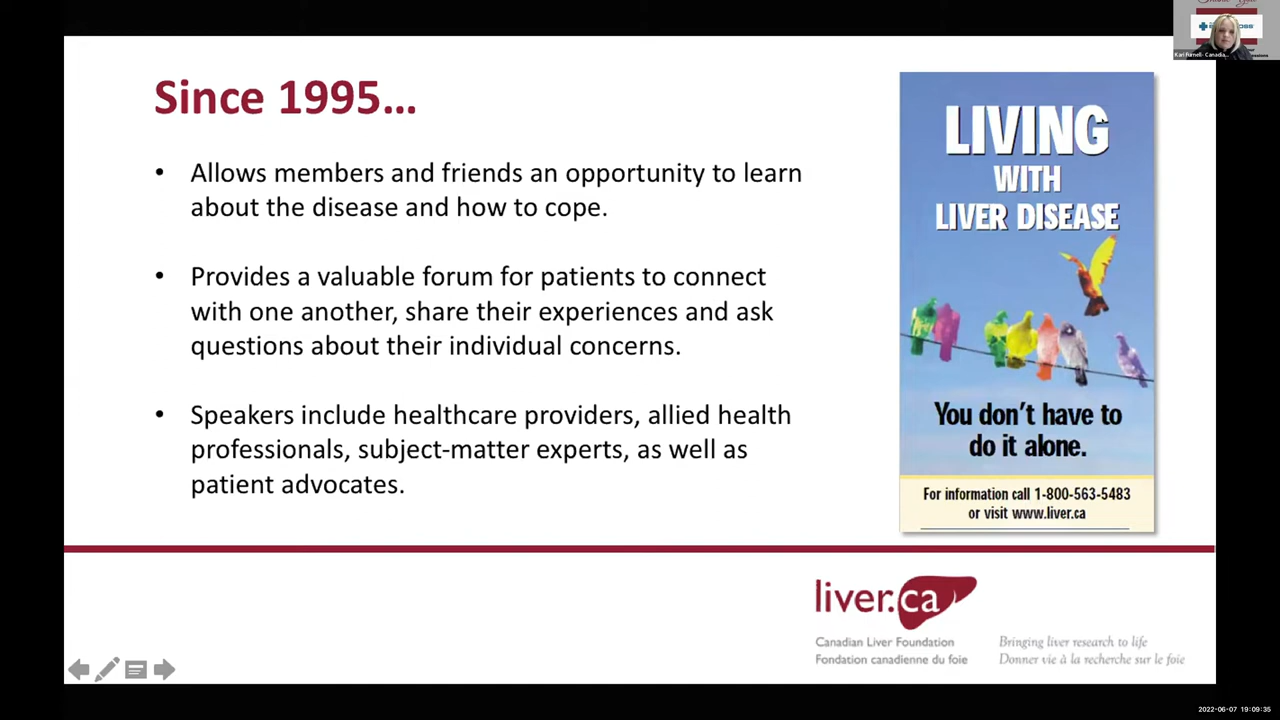 Since 1995...
• Allows members and friends an opportunity to learn
about the disease and how to cope.
• Provides a valuable forum for patients to connect
with one another, share their experiences and ask
questions about their individual concerns.
• Speakers include healthcare providers, allied health
professionals, subject-matter experts, as well as
patient advocates.
LIVING
WITH
LIVER DISEASE
You don't have to
do it alone.
For information call 1-800-563-5483
or visit www.liver.ca
liver.ca
Canadian Liver Foundation
Fondation canadienne du foie
Bringing liver research to life
Donner vie à la recherche sur le foie
2022-06-07 19:09:35